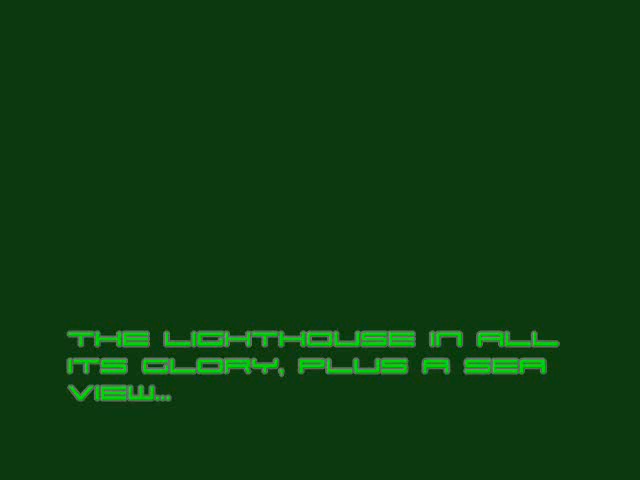 THE LIGHTHOUSE IN ALL
ITS GLORY, PLUS A SEA
VIEW...